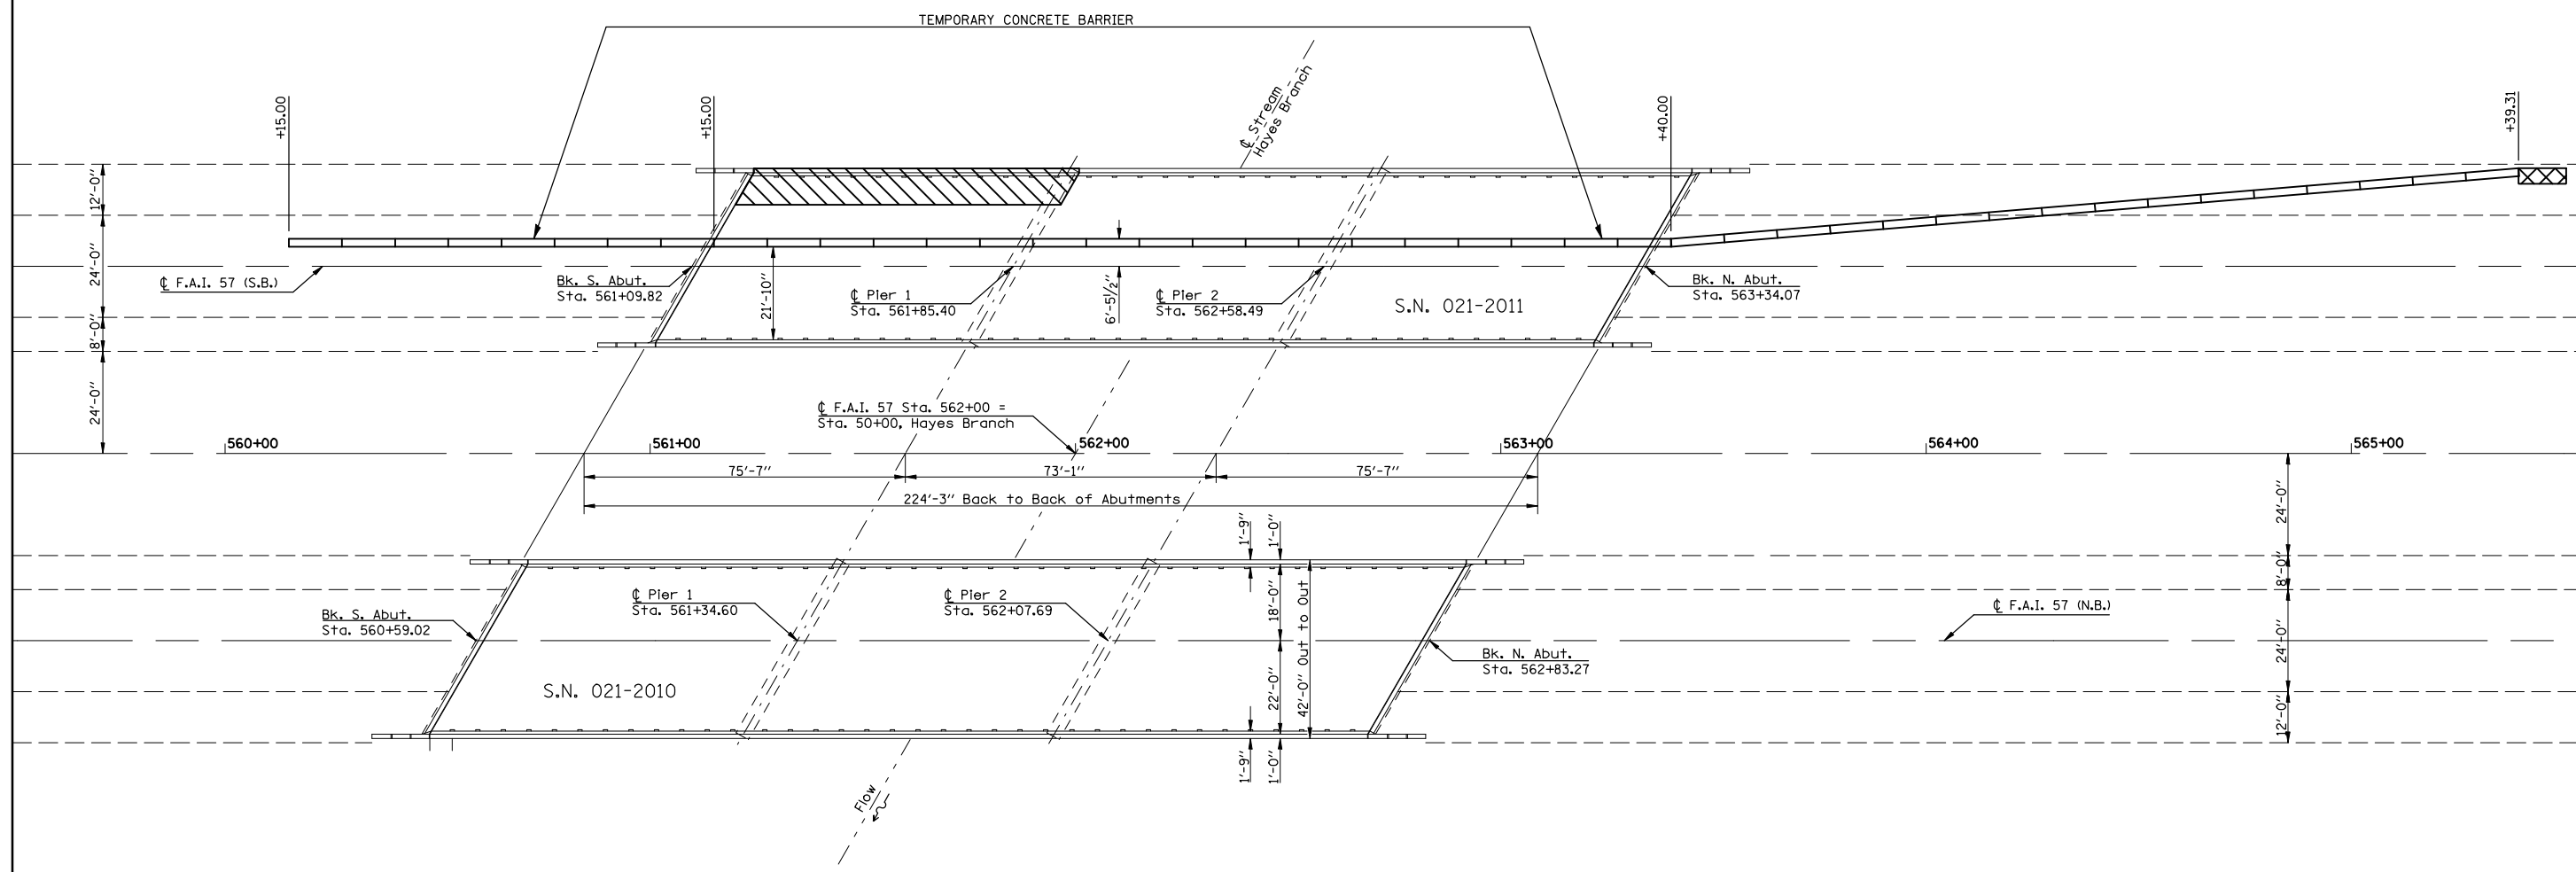 TEMPORARY CONCRETE BARRIER
℄ Stream
Hayes Branch
+15.00
+15.00
+40.00
+39.31
12'-0"
24'-0"
8'-0"
24'-0"
℄ F.A.I. 57 (S.B.)
Bk. S. Abut.
Sta. 561+09.82
21'-10"
℄ Pier 1
Sta. 561+85.40
6'-5½"
℄ Pier 2
Sta. 562+58.49
S.N. 021-2011
Bk. N. Abut.
Sta. 563+34.07
℄ F.A.I. 57 Sta. 562+00 =
Sta. 50+00, Hayes Branch
560+00
561+00
562+00
563+00
564+00
565+00
75'-7"
73'-1"
75'-7"
224'-3" Back to Back of Abutments
24'-0"
8'-0"
24'-0"
12'-0"
1'-9"
1'-0"
18'-0"
22'-0"
42'-0" Out to Out
1'-9"
1'-0"
Bk. S. Abut.
Sta. 560+59.02
℄ Pier 1
Sta. 561+34.60
℄ Pier 2
Sta. 562+07.69
℄ F.A.I. 57 (N.B.)
Bk. N. Abut.
Sta. 562+83.27
S.N. 021-2010
Flow